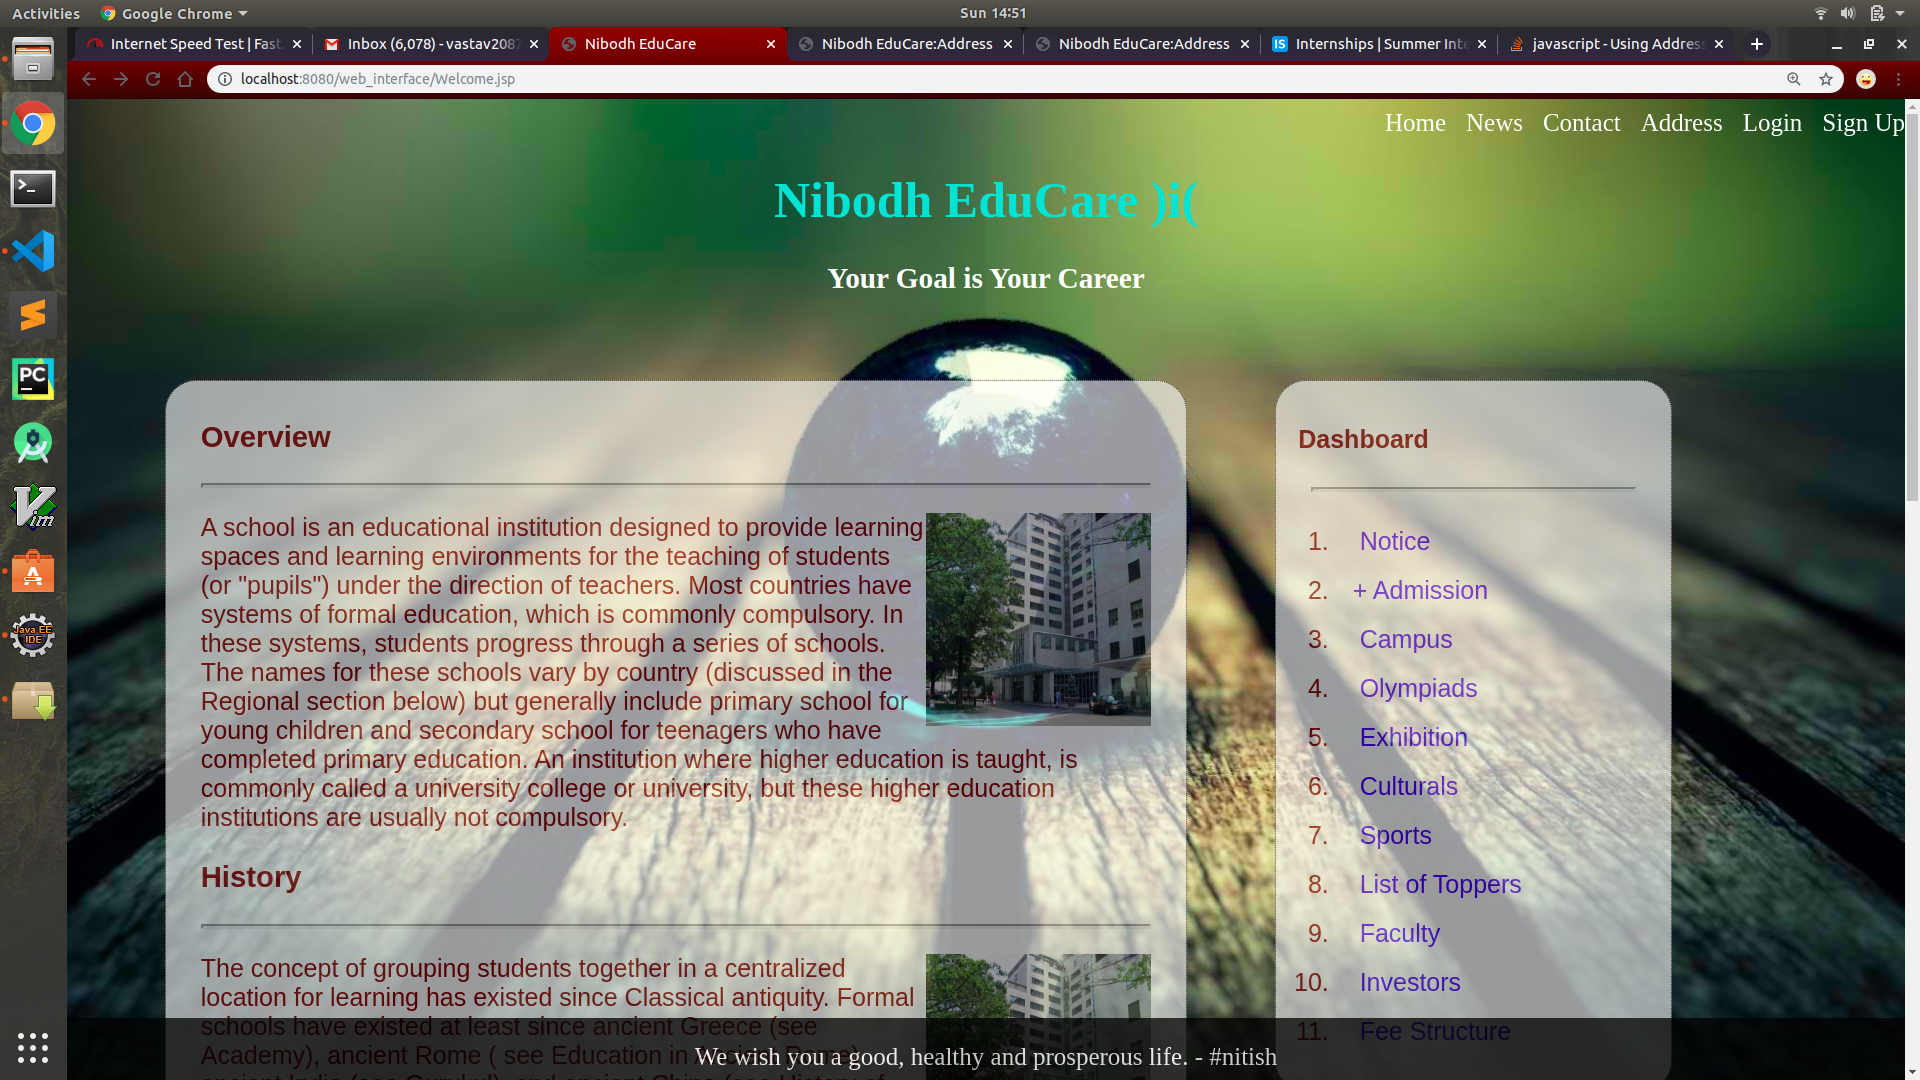 Activities
Google Chrome
Sun 14:51
Internet Speed Test | Fas
Inbox (6,078) - vastav208
Nibodh EduCare
Nibodh EduCare:Address
Nibodh EduCare:Address
Internships | Summer Inte
javascript - Using Addres
localhost:8080/web_interface/Welcome.jsp
Home News Contact Address Login Sign Up
Nibodh EduCare )i(
Your Goal is Your Career
Overview
A school is an educational institution designed to provide learning
spaces and learning environments for the teaching of students
(or "pupils") under the direction of teachers. Most countries have
systems of formal education, which is commonly compulsory. In
these systems, students progress through a series of schools.
The names for these schools vary by country (discussed in the
Regional section below) but generally include primary school for
young children and secondary school for teenagers who have
completed primary education. An institution where higher education is taught, is
commonly called a university college or university, but these higher education
institutions are usually not compulsory.
History
The concept of grouping students together in a centralized
location for learning has existed since Classical antiquity. Formal
schools have existed at least since ancient Greece (see
Academy), ancient Rome ( see Education in
Dashboard
1. Notice
2. + Admission
3. Campus
4. Olympiads
5. Exhibition
6. Culturals
7. Sports
8. List of Toppers
9. Faculty
10. Investors
11. Fee Structure
We wish you a good, healthy and prosperous life. - #nitish
PC
Vim
Java EE
IDE